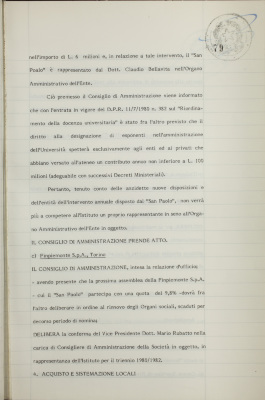 79
nell'importo di L. 6 milioni e, in relazione a tale intervento, il "San
Paolo" è rappresentato dal Dott. Claudio Bellavita nell'Organo
Amministrativo dell'Ente.
Ciò premesso il Consiglio di Amministrazione viene informato
che con l'entrata in vigore del D.P.R. 11/7/1980 n. 382 sul "Riordina-
mento della docenza universitaria" è stato fra l'altro previsto che il
diritto alla designazione di esponenti nell'amministrazione
dell'Università spetterà esclusivamente agli enti ed ai privati che
abbiano versato all'ateneo un contributo annuo non inferiore a L. 100
milioni (adeguabile con successivi Decreti Ministeriali).
Pertanto, tenuto conto delle suddette nuove disposizioni e
dell'entità dell'intervento annuale disposto dal "San Paolo", non verrà
più a competere all'Istituto un proprio rappresentante in seno all'Orga-
no Amministrativo dell'Ente in oggetto.
IL CONSIGLIO DI AMMINISTRAZIONE PRENDE ATTO.
c) Piopiemonte S.p.A., Torino
IL CONSIGLIO DI AMMINISTRAZIONE, intesa la relazione d'ufficio,
- avendo presente che la prossima assemblea della Piopiemonte S.p.A.
- cui il "San Paolo" partecipa con una quota del 9,8% - dovrà fra
l'altro deliberare in ordine al rinnovo degli Organi sociali, scaduti per
decorso periodo di nomina;
DELIBERA la conferma del Vice Presidente Dott. Mario Rubatto nella
carica di Consigliere di Amministrazione della Società in oggetto, in
rappresentanza dell'Istituto per il triennio 1980/1982.
4. ACQUISTO E SISTEMAZIONE LOCALI